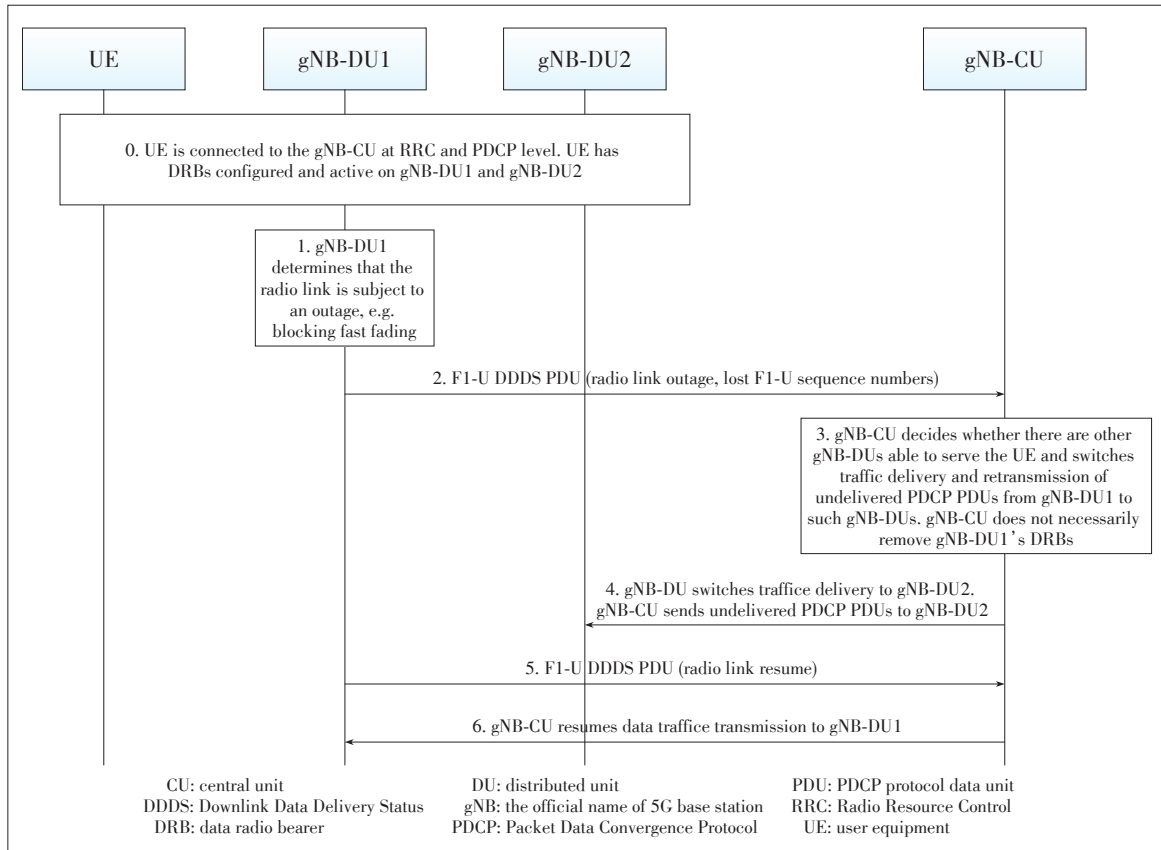 UE
gNB-DU1
gNB-DU2
gNB-CU
0. UE is connected to the gNB-CU at RRC and PDCP level. UE has
DRBs configured and active on gNB-DU1 and gNB-DU2
1. gNB-DU1
determines that the
radio link is subject to
an outage, e.g.
blocking fast fading
2. F1-U DDDS PDU (radio link outage, lost F1-U sequence numbers)
3. gNB-CU decides whether there are other
gNB-DUs able to serve the UE and switches
traffic delivery and retransmission of
undelivered PDCP PDUs from gNB-DU1 to
such gNB-DUs. gNB-CU does not necessarily
remove gNB-DU1’s DRBs
4. gNB-DU switches traffice delivery to gNB-DU2.
gNB-CU sends undelivered PDCP PDUs to gNB-DU2
5. F1-U DDDS PDU (radio link resume)
6. gNB-CU resumes data traffice transmission to gNB-DU1
CU: central unit
DDDS: Downlink Data Delivery Status
DRB: data radio bearer
DU: distributed unit
gNB: the official name of 5G base station
PDCP: Packet Data Convergence Protocol
PDU: PDCP protocol data unit
RRC: Radio Resource Control
UE: user equipment